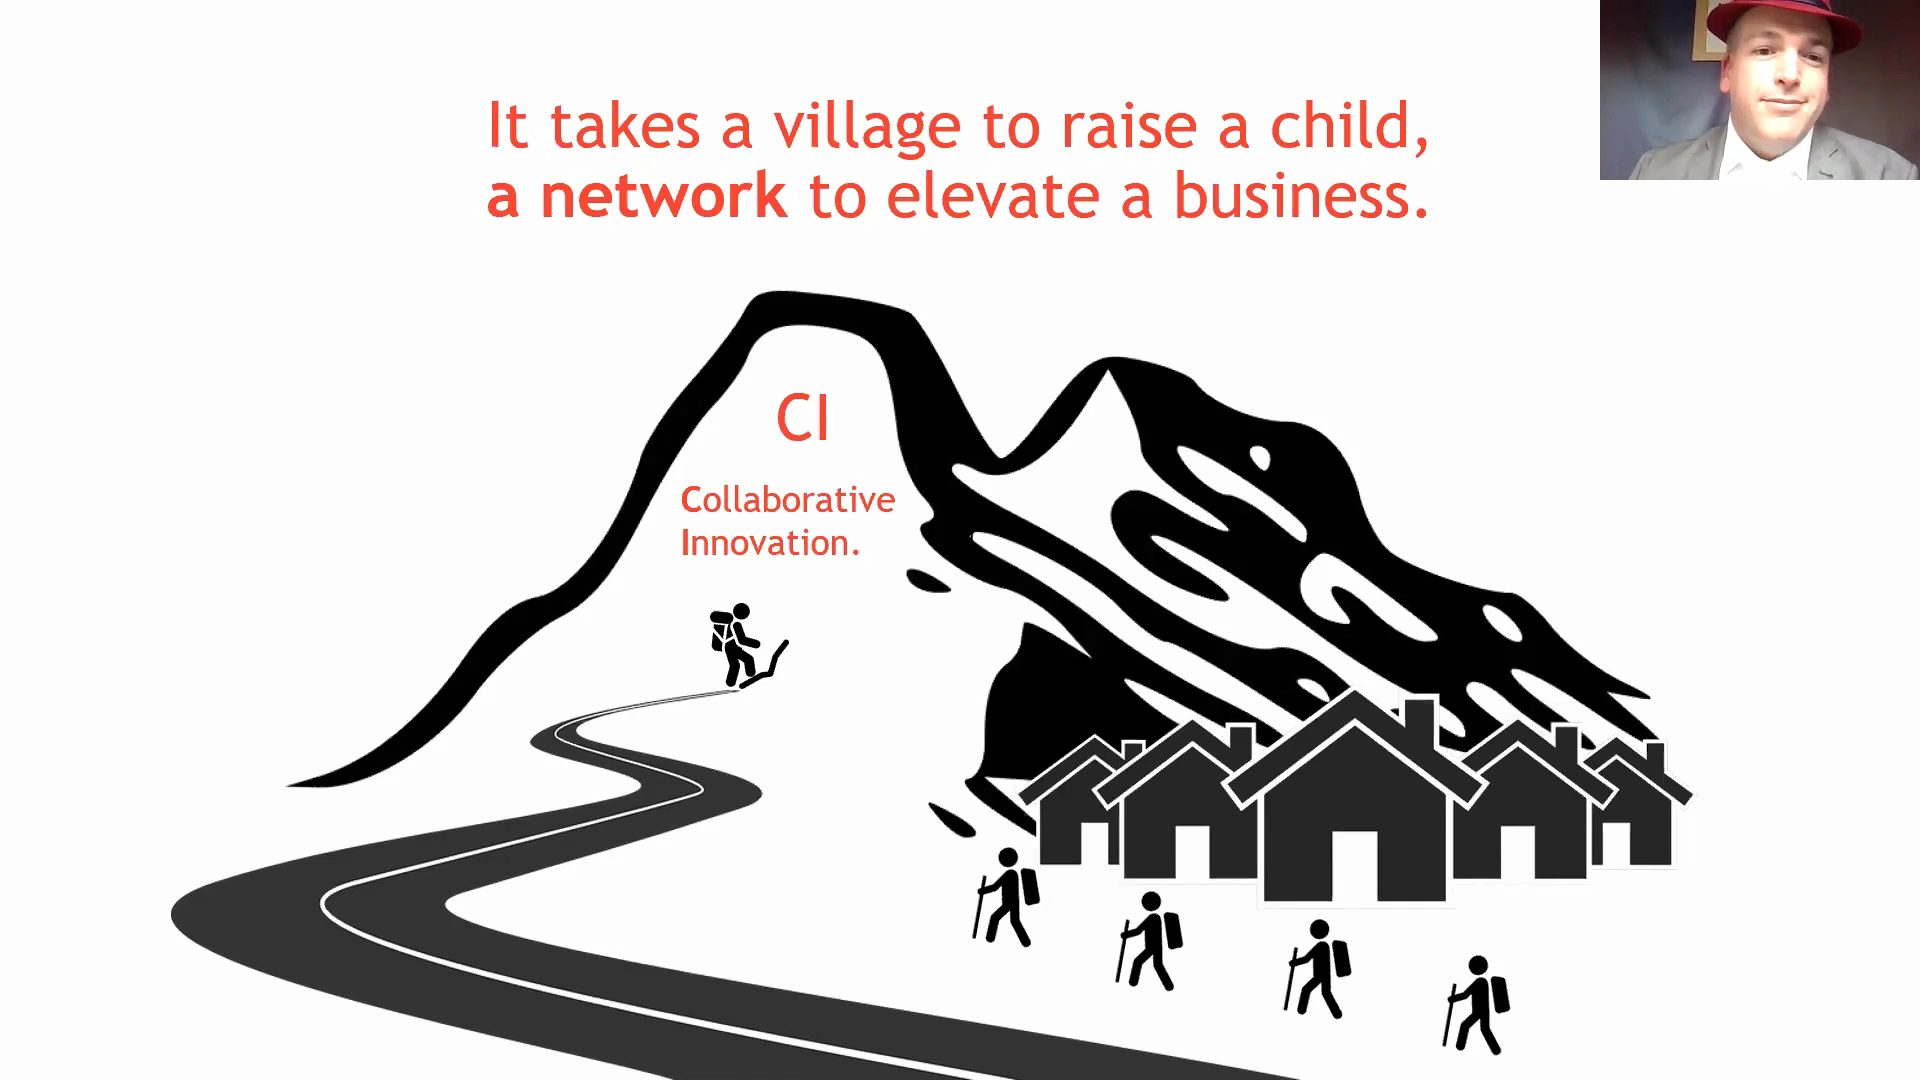 It takes a village to raise a child,
a network to elevate a business.
CI
Collaborative
Innovation.